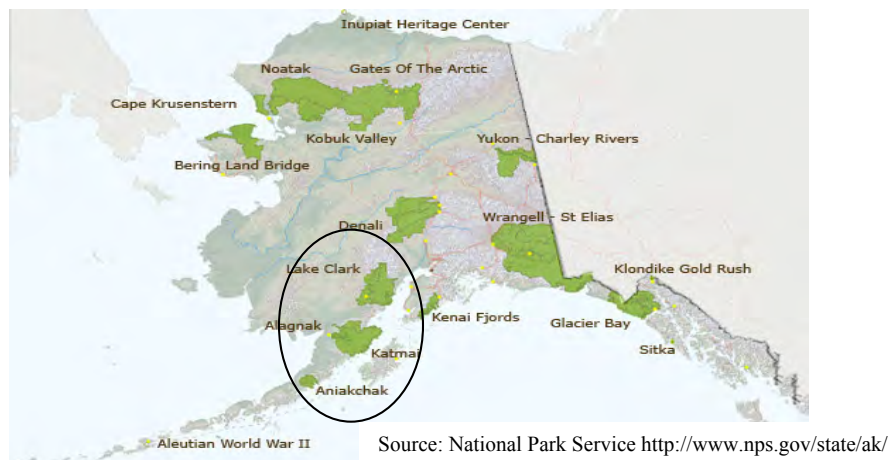 Inupiat Heritage Center
Noatak
Gates Of The Arctic
Cape Krusenstern
Kobuk Valley
Yukon - Charley Rivers
Bering Land Bridge
Denali
Wrangell - St Elias
Lake Clark
Klondike Gold Rush
Alagnak
Kenai Fjords
Glacier Bay
Katmai
Sitka
Aniakchak
Aleutian World War II
Source: National Park Service http://www.nps.gov/state/ak/